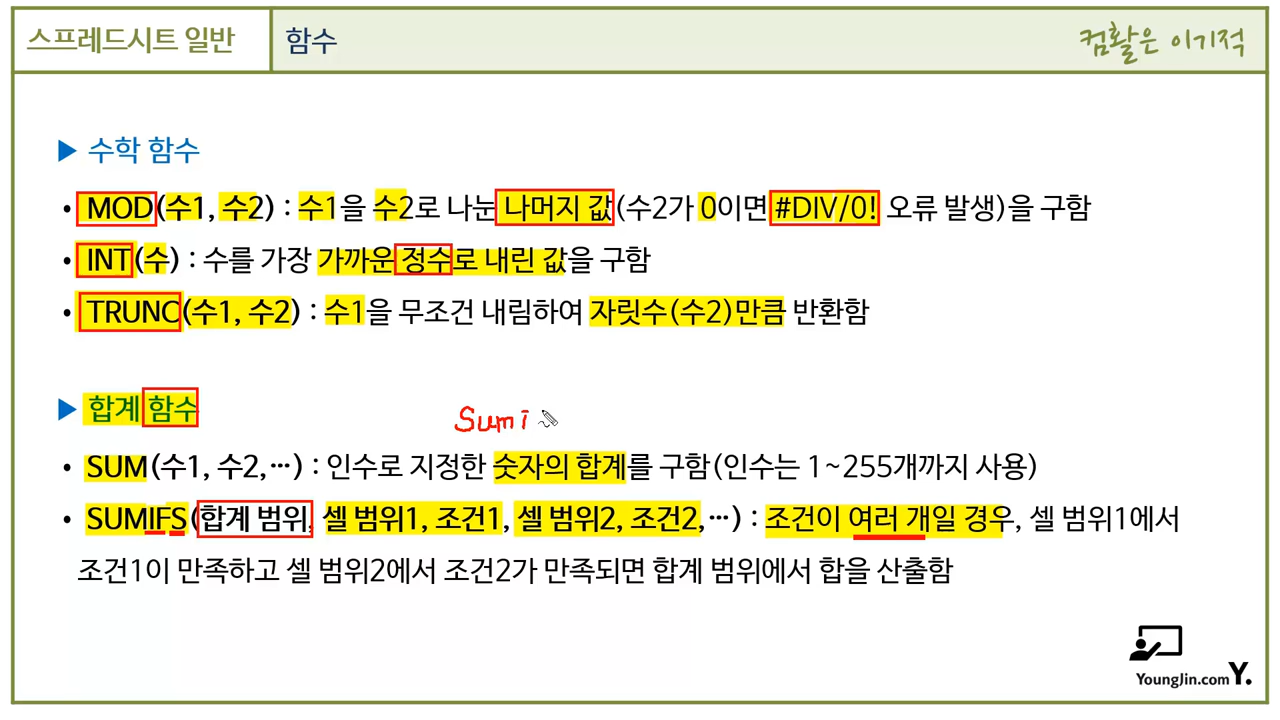 스프레드시트 일반 함수 컴활은 이기적
▶ 수학 함수
• MOD(수1, 수2) : 수1을 수2로 나눈 나머지 값(수2가 0이면 #DIV/0! 오류 발생)을 구함
• INT(수) : 수를 가장 가까운 정수로 내린 값을 구함
• TRUNC(수1, 수2) : 수1을 무조건 내림하여 자릿수(수2)만큼 반환함
▶ 합계 함수
Sumi
• SUM(수1, 수2,…) : 인수로 지정한 숫자의 합계를 구함(인수는 1~255개까지 사용)
• SUMIFS(합계 범위, 셀 범위1, 조건1, 셀 범위2, 조건2,…) : 조건이 여러 개일 경우, 셀 범위1에서
조건1이 만족하고 셀 범위2에서 조건2가 만족되면 합계 범위에서 합을 산출함
YoungJin.com Y.